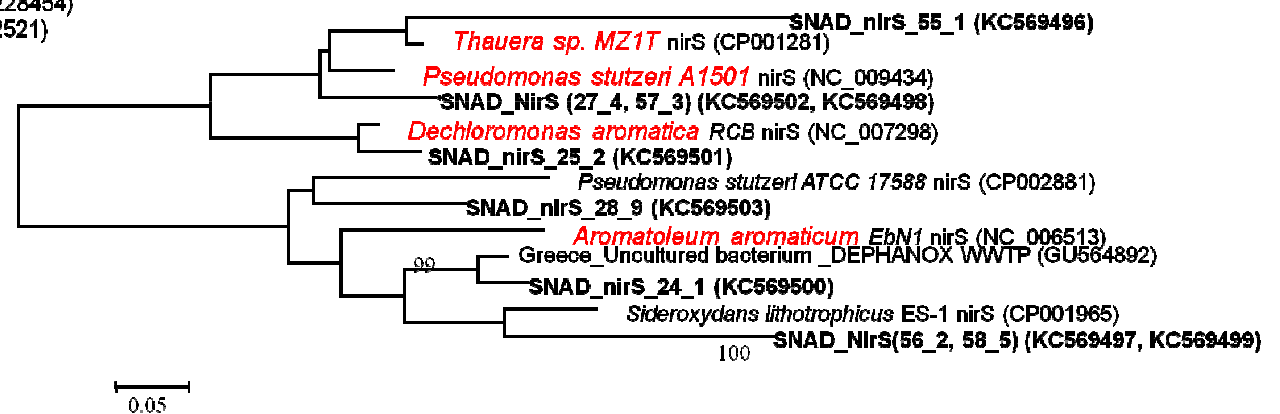 228454)
2521)
SNAD_nirS_55_1 (KC569496)
Thauera sp. MZ1T nirS (CP001281)
Pseudomonas stutzeri A1501 nirS (NC_009434)
SNAD_NirS (27_4, 57_3) (KC569502, KC569498)
Dechloromonas aromatica RCB nirS (NC_007298)
SNAD_nirS_25_2 (KC569501)
Pseudomonas stutzeri ATCC 17588 nirS (CP002881)
SNAD_nirS_28_9 (KC569503)
Aromatoleum aromaticum EbN1 nirS (NC_006513)
Greece_Uncultured bacterium _DEPHANOX WWTP (GU564892)
99
SNAD_nirS_24_1 (KC569500)
Sideroxydans lithotrophicus ES-1 nirS (CP001965)
SNAD_NirS(56_2, 58_5) (KC569497, KC569499)
100
0.05